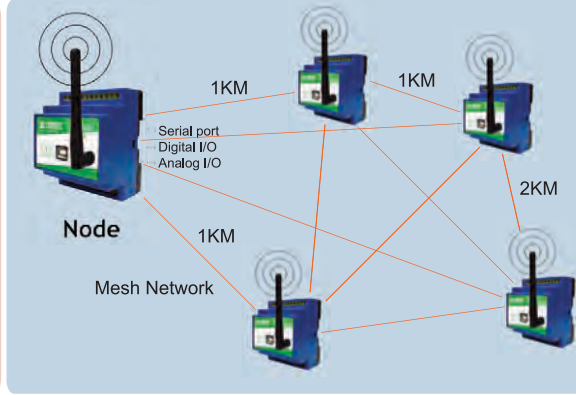 1KM
1KM
Serial port
Digital I/O
Analog I/O
2KM
Node
1KM
Mesh Network